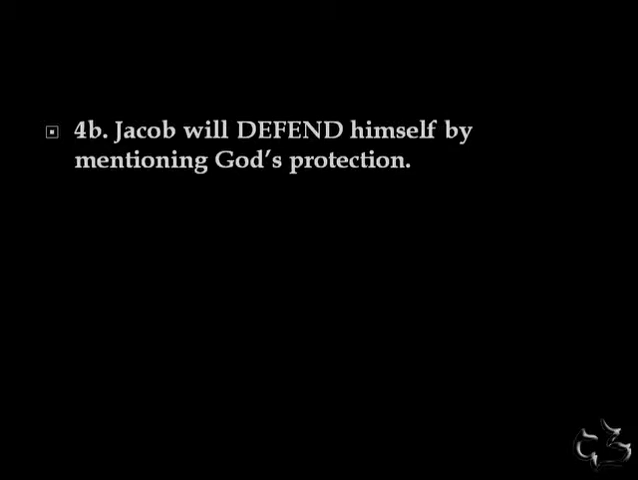 4b. Jacob will DEFEND himself by
mentioning God's protection.